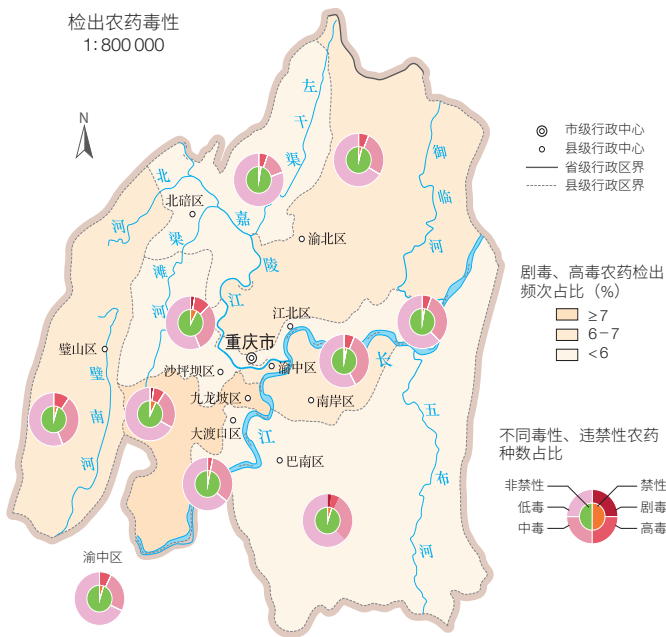 检出农药毒性
1:800 000
N
市级行政中心
县级行政中心
省级行政区界
县级行政区界
剧毒、高毒农药检出
频次占比（%）
≥7
6-7
<6
不同毒性、违禁性农药
种数占比
非禁性
禁性
低毒
剧毒
中毒
高毒
左
干
渠
御
临
河
北
河
北碚区
梁
滩
河
嘉
陵
江
渝北区
江北区
重庆市
璧山区
璧
南
河
沙坪坝区
渝中区
长
九龙坡区
南岸区
大渡口区
江
巴南区
五
布
河
渝中区